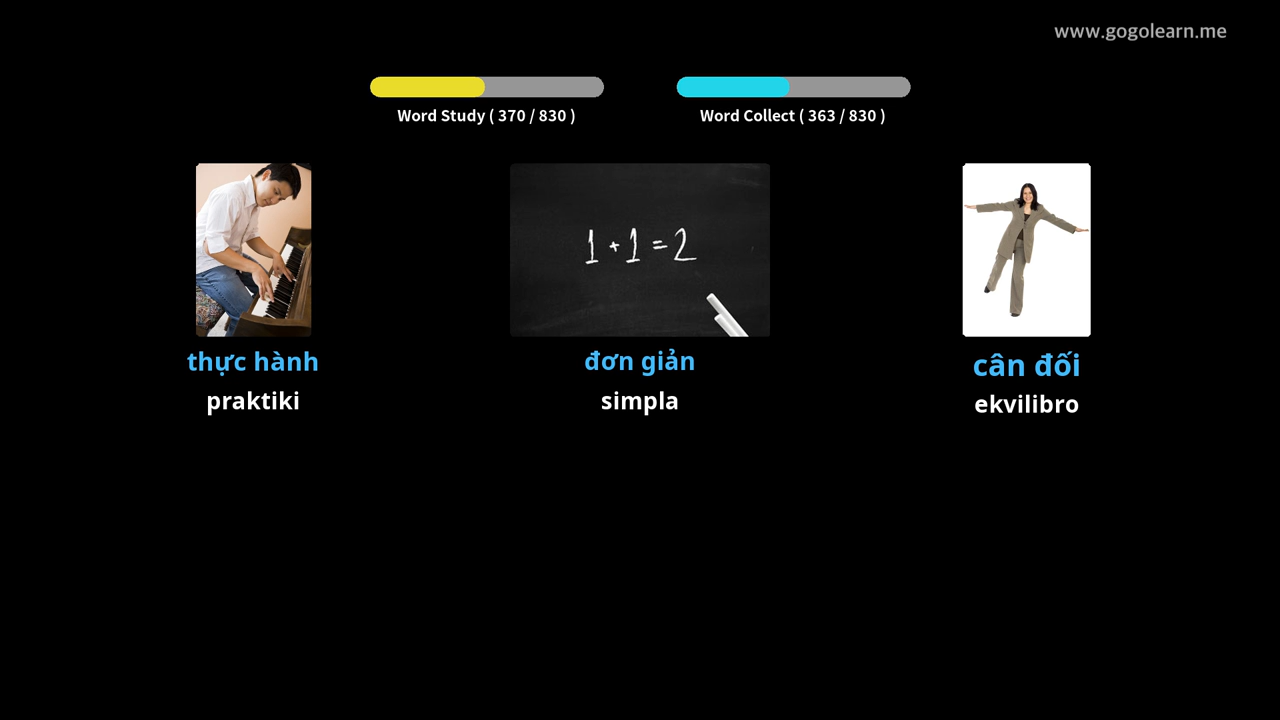 www.gogolearn.me
Word Study ( 370 / 830 )
Word Collect ( 363 / 830 )
1 + 1 = 2
thực hành
praktiki
đơn giản
simpla
cân đối
ekvilibro